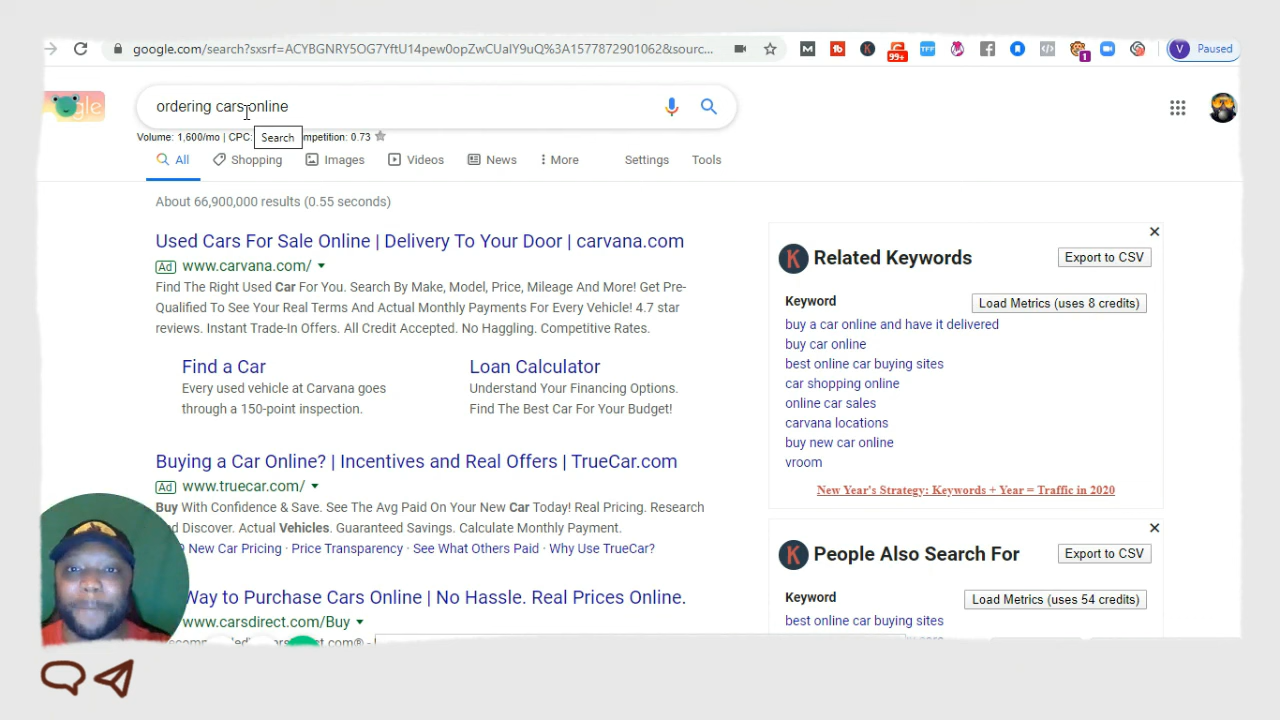 google.com/search?sxsrf=ACYBGNRY5OG7YftU14pew0opZwCUaIY9uQ%3A1577872901062&sourc...
99+
TFF
1
V Paused
ordering cars online
Volume: 1,600/mo | CPC:
Search
mpetition: 0.73
All
Shopping
Images
Videos
News
More
Settings
Tools
About 66,900,000 results (0.55 seconds)
Used Cars For Sale Online | Delivery To Your Door | carvana.com
Ad www.carvana.com/
Find The Right Used Car For You. Search By Make, Model, Price, Mileage And More! Get Pre-
Qualified To See Your Real Terms And Actual Monthly Payments For Every Vehicle! 4.7 star
reviews. Instant Trade-In Offers. All Credit Accepted. No Haggling. Competitive Rates.
Find a Car
Every used vehicle at Carvana goes
through a 150-point inspection.
Loan Calculator
Understand Your Financing Options.
Find The Best Car For Your Budget!
Buying a Car Online? | Incentives and Real Offers | TrueCar.com
Ad www.truecar.com/
Buy With Confidence & Save. See The Avg Paid On Your New Car Today! Real Pricing. Research
nd Discover. Actual Vehicles. Guaranteed Savings. Calculate Monthly Payment.
New Car Pricing · Price Transparency · See What Others Paid · Why Use TrueCar?
Way to Purchase Cars Online | No Hassle. Real Prices Online.
www.carsdirect.com/Buy
K Related Keywords
Export to CSV
Keyword
Load Metrics (uses 8 credits)
buy a car online and have it delivered
buy car online
best online car buying sites
car shopping online
online car sales
carvana locations
buy new car online
vroom
New Year's Strategy: Keywords + Year = Traffic in 2020
K People Also Search For
Export to CSV
Keyword
Load Metrics (uses 54 credits)
best online car buying sites